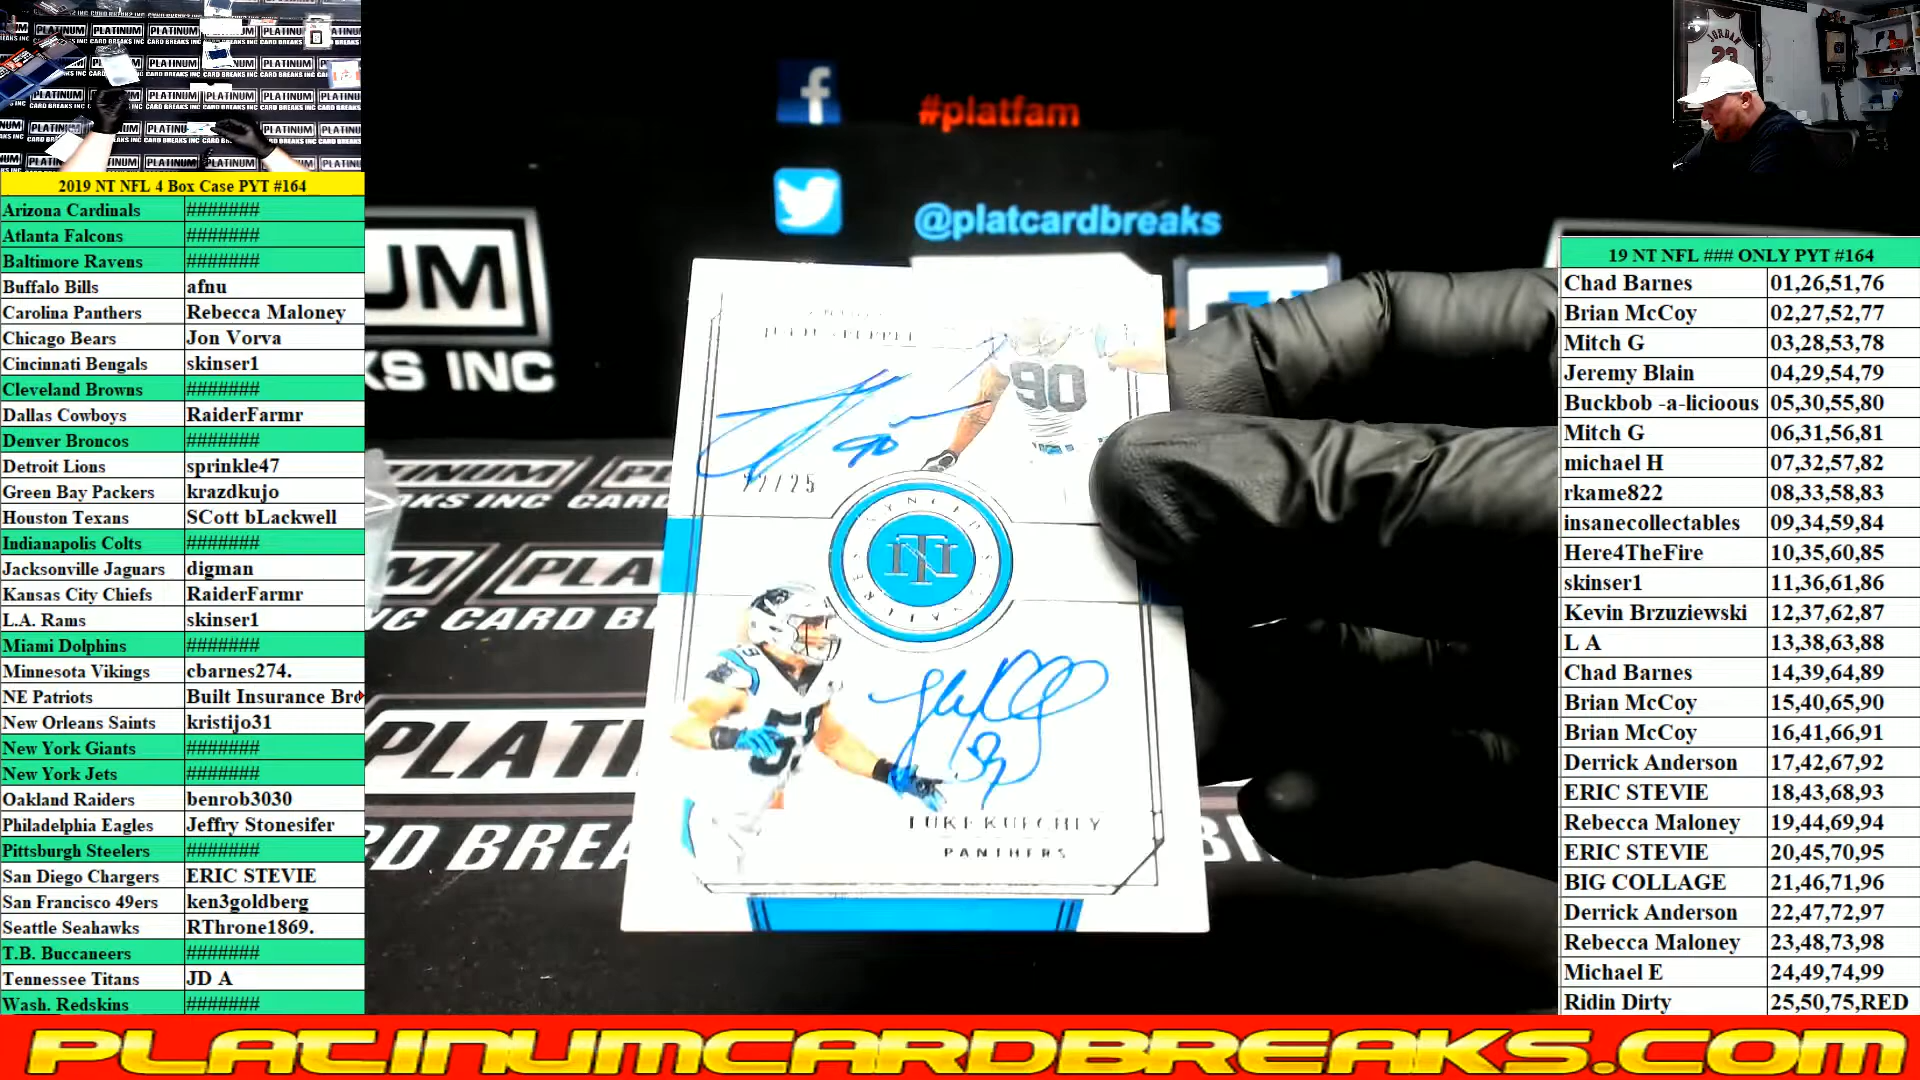 2019 NT NFL 4 Box Case PYT #164
Arizona Cardinals #######
Atlanta Falcons #######
Baltimore Ravens #######
Buffalo Bills afnu
Carolina Panthers Rebecca Maloney
Chicago Bears Jon Vorva
Cincinnati Bengals skinser1
Cleveland Browns #######
Dallas Cowboys RaiderFarmr
Denver Broncos #######
Detroit Lions sprinkle47
Green Bay Packers krazdkujo
Houston Texans SCott bLackwell
Indianapolis Colts #######
Jacksonville Jaguars digman
Kansas City Chiefs RaiderFarmr
L.A. Rams skinser1
Miami Dolphins #######
Minnesota Vikings cbarnes274.
NE Patriots Built Insurance Bro
New Orleans Saints kristijo31
New York Giants #######
New York Jets #######
Oakland Raiders benrob3030
Philadelphia Eagles Jeffry Stonesifer
Pittsburgh Steelers #######
San Diego Chargers ERIC STEVIE
San Francisco 49ers ken3goldberg
Seattle Seahawks RThrone1869.
T.B. Buccaneers #######
Tennessee Titans JD A
Wash. Redskins #######
#platfam
@platcardbreaks
90
22/25
NT
LUKE KUECHLY
PANTHERS
JORDAN
23
19 NT NFL ### ONLY PYT #164
Chad Barnes 01,26,51,76
Brian McCoy 02,27,52,77
Mitch G 03,28,53,78
Jeremy Blain 04,29,54,79
Buckbob -a-licioous 05,30,55,80
Mitch G 06,31,56,81
michael H 07,32,57,82
rkame822 08,33,58,83
insanecollectables 09,34,59,84
Here4TheFire 10,35,60,85
skinser1 11,36,61,86
Kevin Brzuziewski 12,37,62,87
L A 13,38,63,88
Chad Barnes 14,39,64,89
Brian McCoy 15,40,65,90
Brian McCoy 16,41,66,91
Derrick Anderson 17,42,67,92
ERIC STEVIE 18,43,68,93
Rebecca Maloney 19,44,69,94
ERIC STEVIE 20,45,70,95
BIG COLLAGE 21,46,71,96
Derrick Anderson 22,47,72,97
Rebecca Maloney 23,48,73,98
Michael E 24,49,74,99
Ridin Dirty 25,50,75,RED
PLATINUMCARDBREAKS.COM